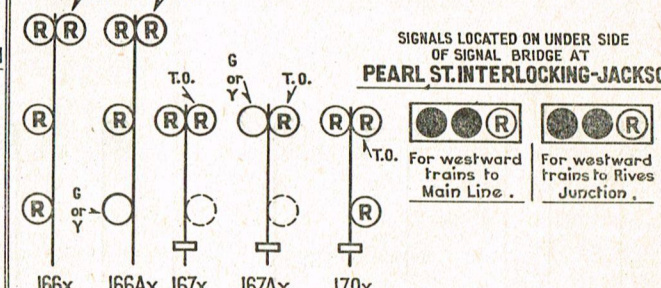 SIGNALS LOCATED ON UNDER SIDE
OF SIGNAL BRIDGE AT
PEARL ST. INTERLOCKING-JACKSO
R R R R
G
or
Y
T.O.
T.O.
R R R R R R R
T.O.
R R
For westward
trains to
Main Line.
For westward
trains to Rives
Junction.
R
G
or
Y
R
166x 166Ax 167x 167Ax 170x